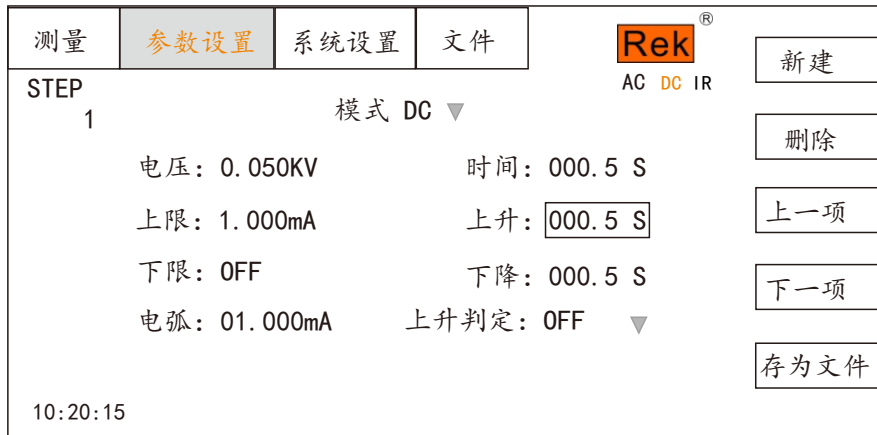 测量 参数设置 系统设置 文件
Rek ®
AC DC IR
新建
STEP
1
模式 DC ▼
删除
电压: 0.050KV 时间: 000.5 S
上限: 1.000mA 上升: 000.5 S
上一项
下限: OFF 下降: 000.5 S
下一项
电弧: 01.000mA 上升判定: OFF ▼
存为文件
10:20:15